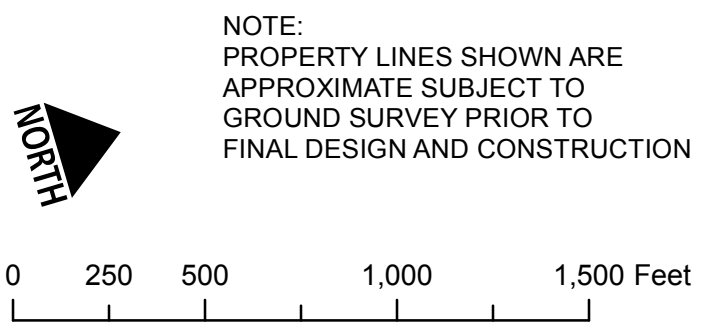 NOTE:
PROPERTY LINES SHOWN ARE
APPROXIMATE SUBJECT TO
GROUND SURVEY PRIOR TO
FINAL DESIGN AND CONSTRUCTION
NORTH
0 250 500 1,000 1,500 Feet